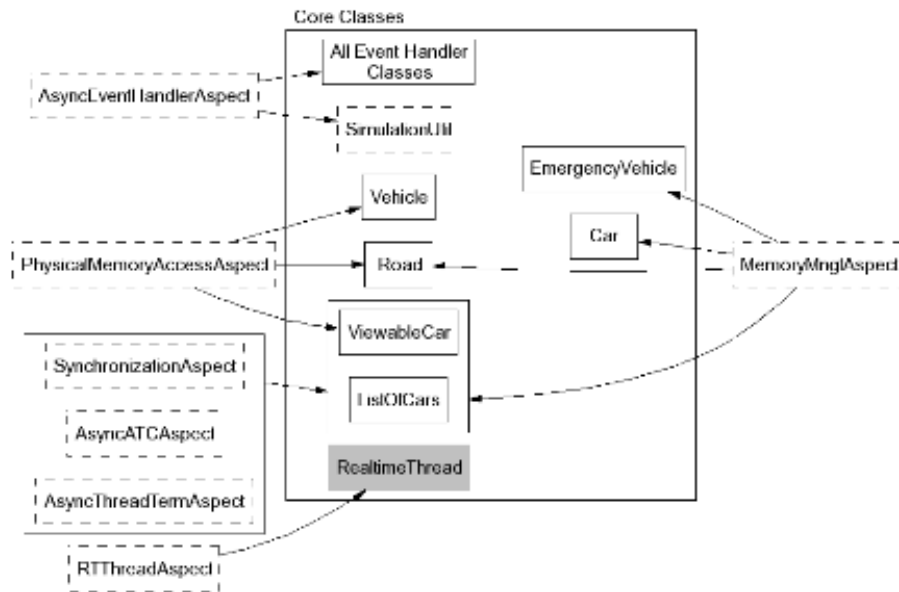 Core Classes
All Event Handler
Classes
AsyncEventHandlerAspect
SimulationUtil
EmergencyVehicle
Vehicle
Car
PhysicalMemoryAccessAspect
Road
MemoryMngtAspect
ViewableCar
SynchronizationAspect
ListOfCars
AsyncATCAspect
RealtimeThread
AsyncThreadTermAspect
RTThreadAspect